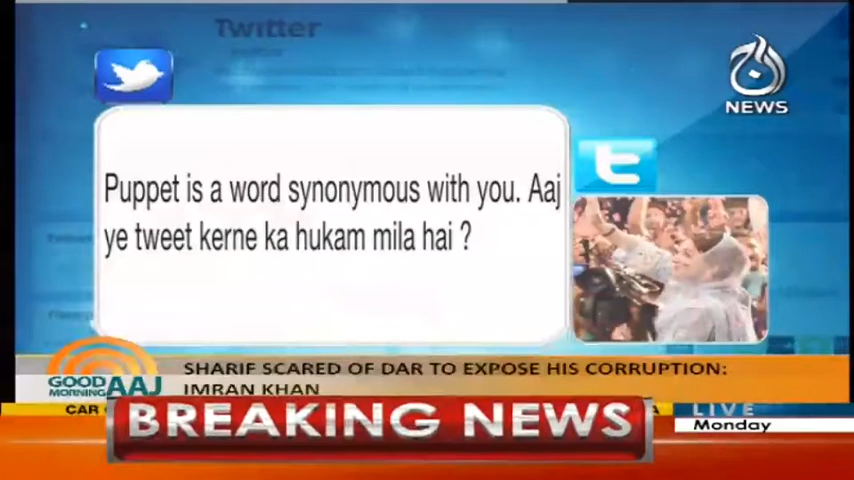 Twitter
NEWS
Puppet is a word synonymous with you. Aaj
ye tweet kerne ka hukam mila hai ?
GOOD
MORNING AAJ
SHARIF SCARED OF DAR TO EXPOSE HIS CORRUPTION:
IMRAN KHAN
CAR
BREAKING NEWS
LIVE
Monday